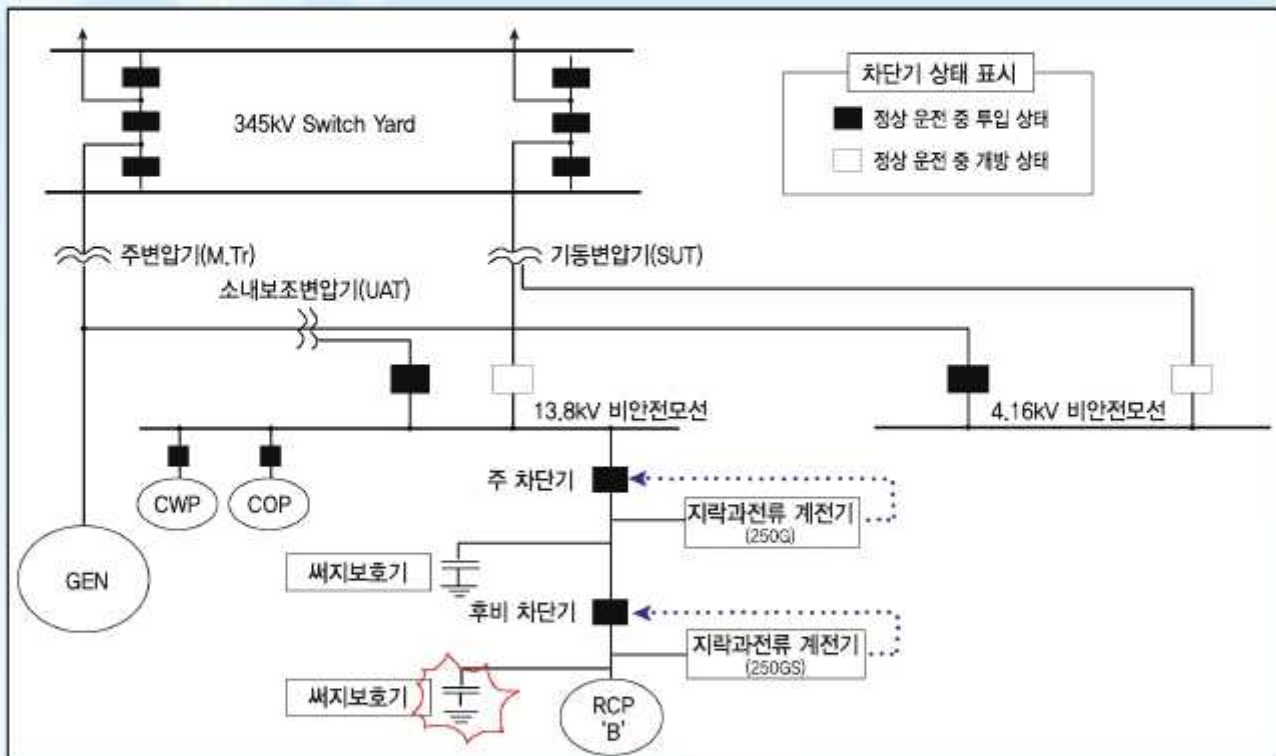 345kV Switch Yard
차단기 상태 표시
정상 운전 중 투입 상태
정상 운전 중 개방 상태
주변압기(M.Tr)
기동변압기(SUT)
소내보조변압기(UAT)
13.8kV 비안전모선
4.16kV 비안전모선
주 차단기
CWP
COP
지락과전류 계전기
(250G)
GEN
써지보호기
후비 차단기
지락과전류 계전기
(250GS)
써지보호기
RCP
'B'